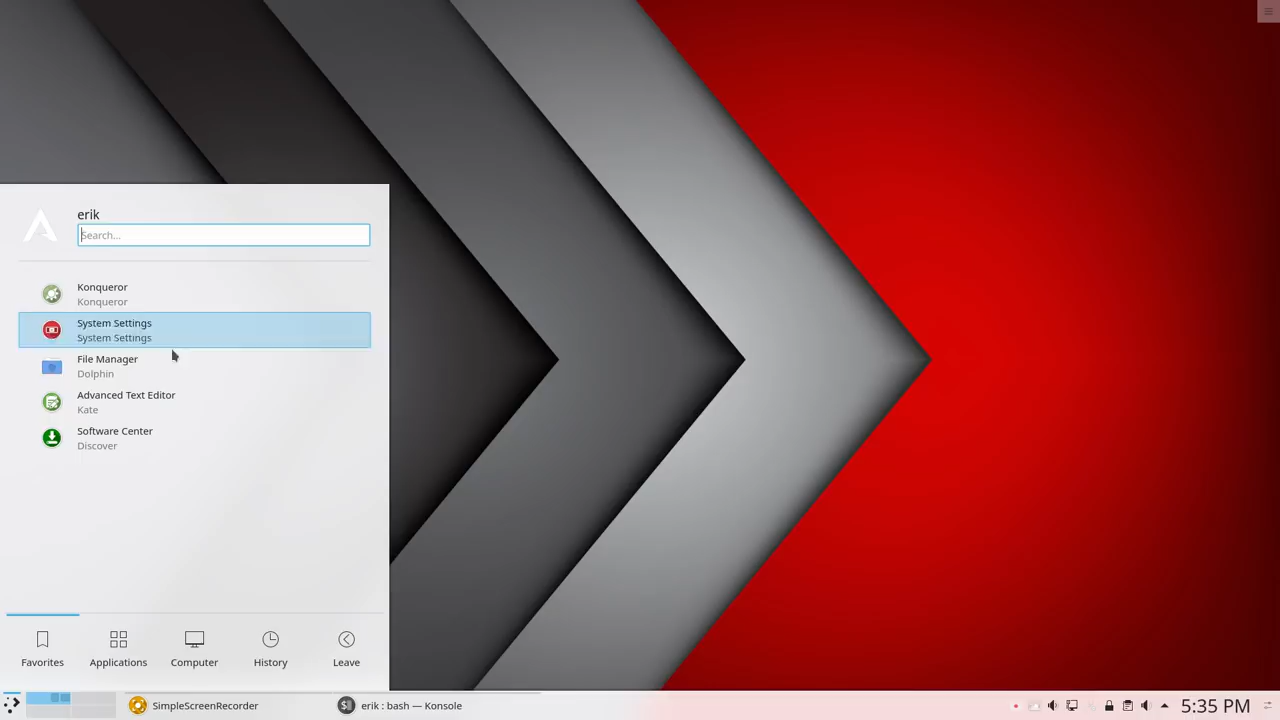 erik
Search...
Konqueror
Konqueror
System Settings
System Settings
File Manager
Dolphin
Advanced Text Editor
Kate
Software Center
Discover
Favorites
Applications
Computer
History
Leave
SimpleScreenRecorder
erik : bash — Konsole
5:35 PM